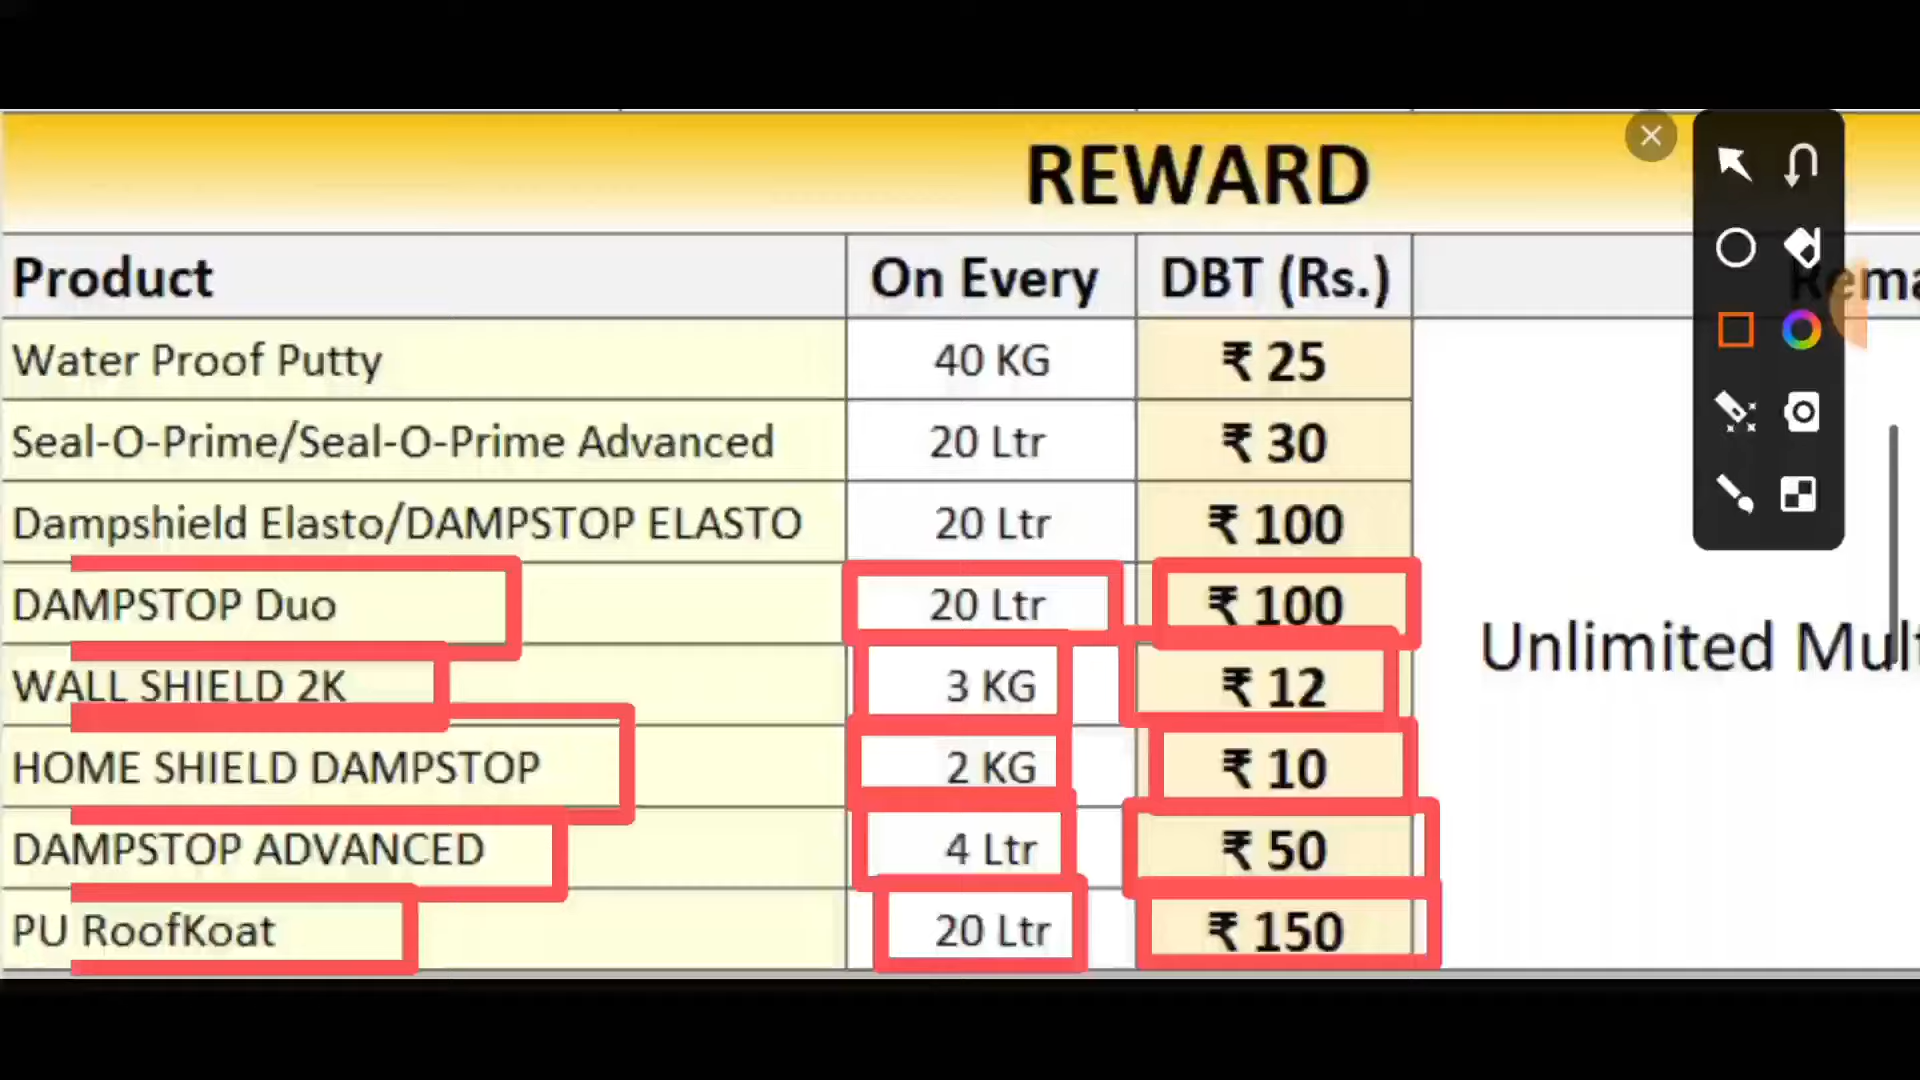 REWARD
Product On Every DBT (Rs.)
Water Proof Putty 40 KG ₹ 25
Seal-O-Prime/Seal-O-Prime Advanced 20 Ltr ₹ 30
Dampshield Elasto/DAMPSTOP ELASTO 20 Ltr ₹ 100
DAMPSTOP Duo 20 Ltr ₹ 100
Unlimited
WALL SHIELD 2K 3 KG ₹ 12
HOME SHIELD DAMPSTOP 2 KG ₹ 10
DAMPSTOP ADVANCED 4 Ltr ₹ 50
PU RoofKoat 20 Ltr ₹ 150